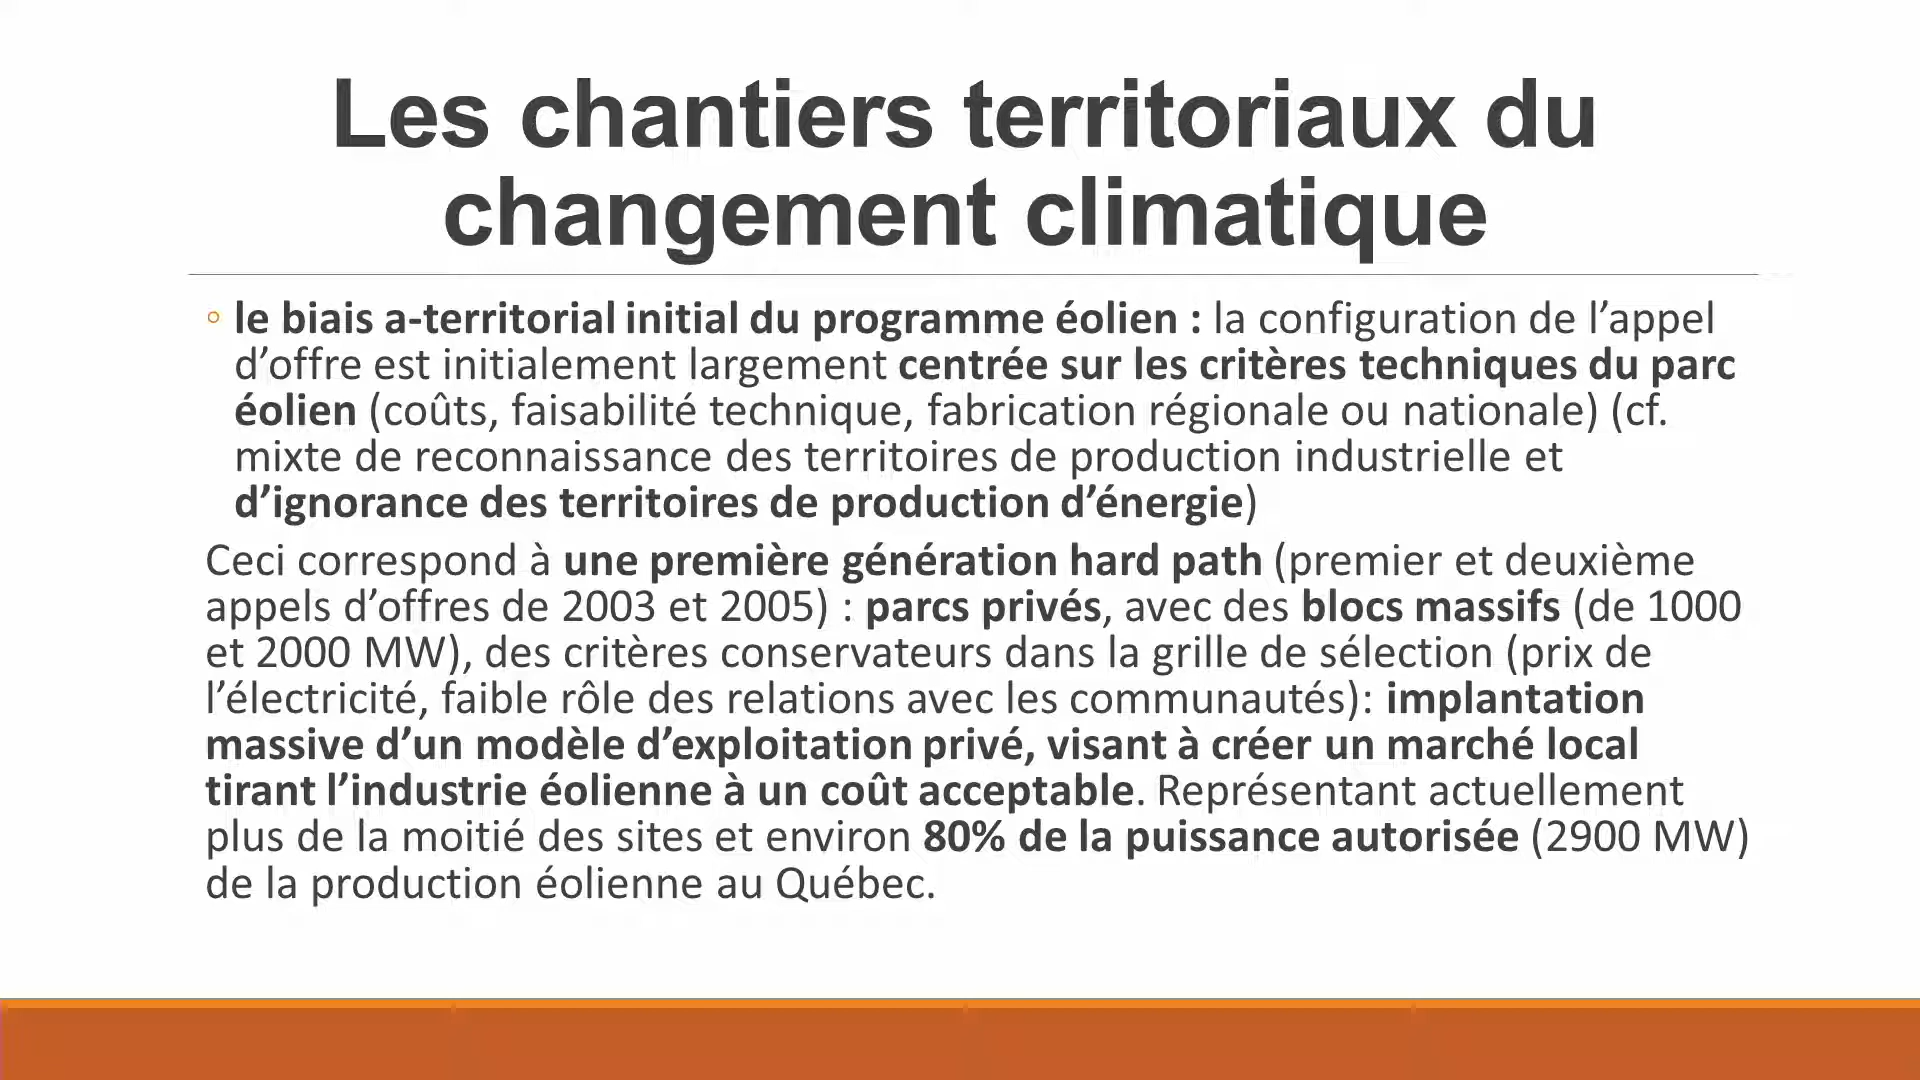 Les chantiers territoriaux du
changement climatique
◦ le biais a-territorial initial du programme éolien : la configuration de l’appel
d’offre est initialement largement centrée sur les critères techniques du parc
éolien (coûts, faisabilité technique, fabrication régionale ou nationale) (cf.
mixte de reconnaissance des territoires de production industrielle et
d’ignorance des territoires de production d’énergie)
Ceci correspond à une première génération hard path (premier et deuxième
appels d’offres de 2003 et 2005) : parcs privés, avec des blocs massifs (de 1000
et 2000 MW), des critères conservateurs dans la grille de sélection (prix de
l’électricité, faible rôle des relations avec les communautés): implantation
massive d’un modèle d’exploitation privé, visant à créer un marché local
tirant l’industrie éolienne à un coût acceptable. Représentant actuellement
plus de la moitié des sites et environ 80% de la puissance autorisée (2900 MW)
de la production éolienne au Québec.